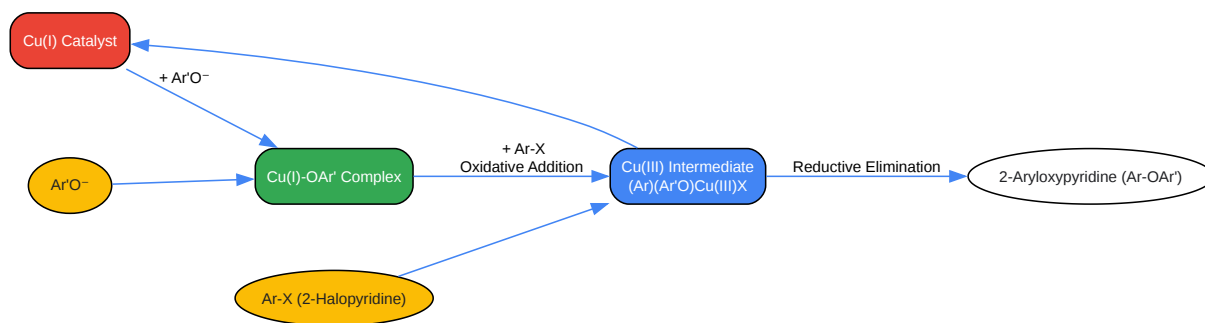 Cu(I) Catalyst
+ Ar'O⁻
+ Ar-X
Oxidative Addition
Cu(III) Intermediate
(Ar)(Ar'O)Cu(III)X
Reductive Elimination
2-Aryloxypyridine (Ar-OAr')
Ar'O⁻
Cu(I)-OAr' Complex
Ar-X (2-Halopyridine)